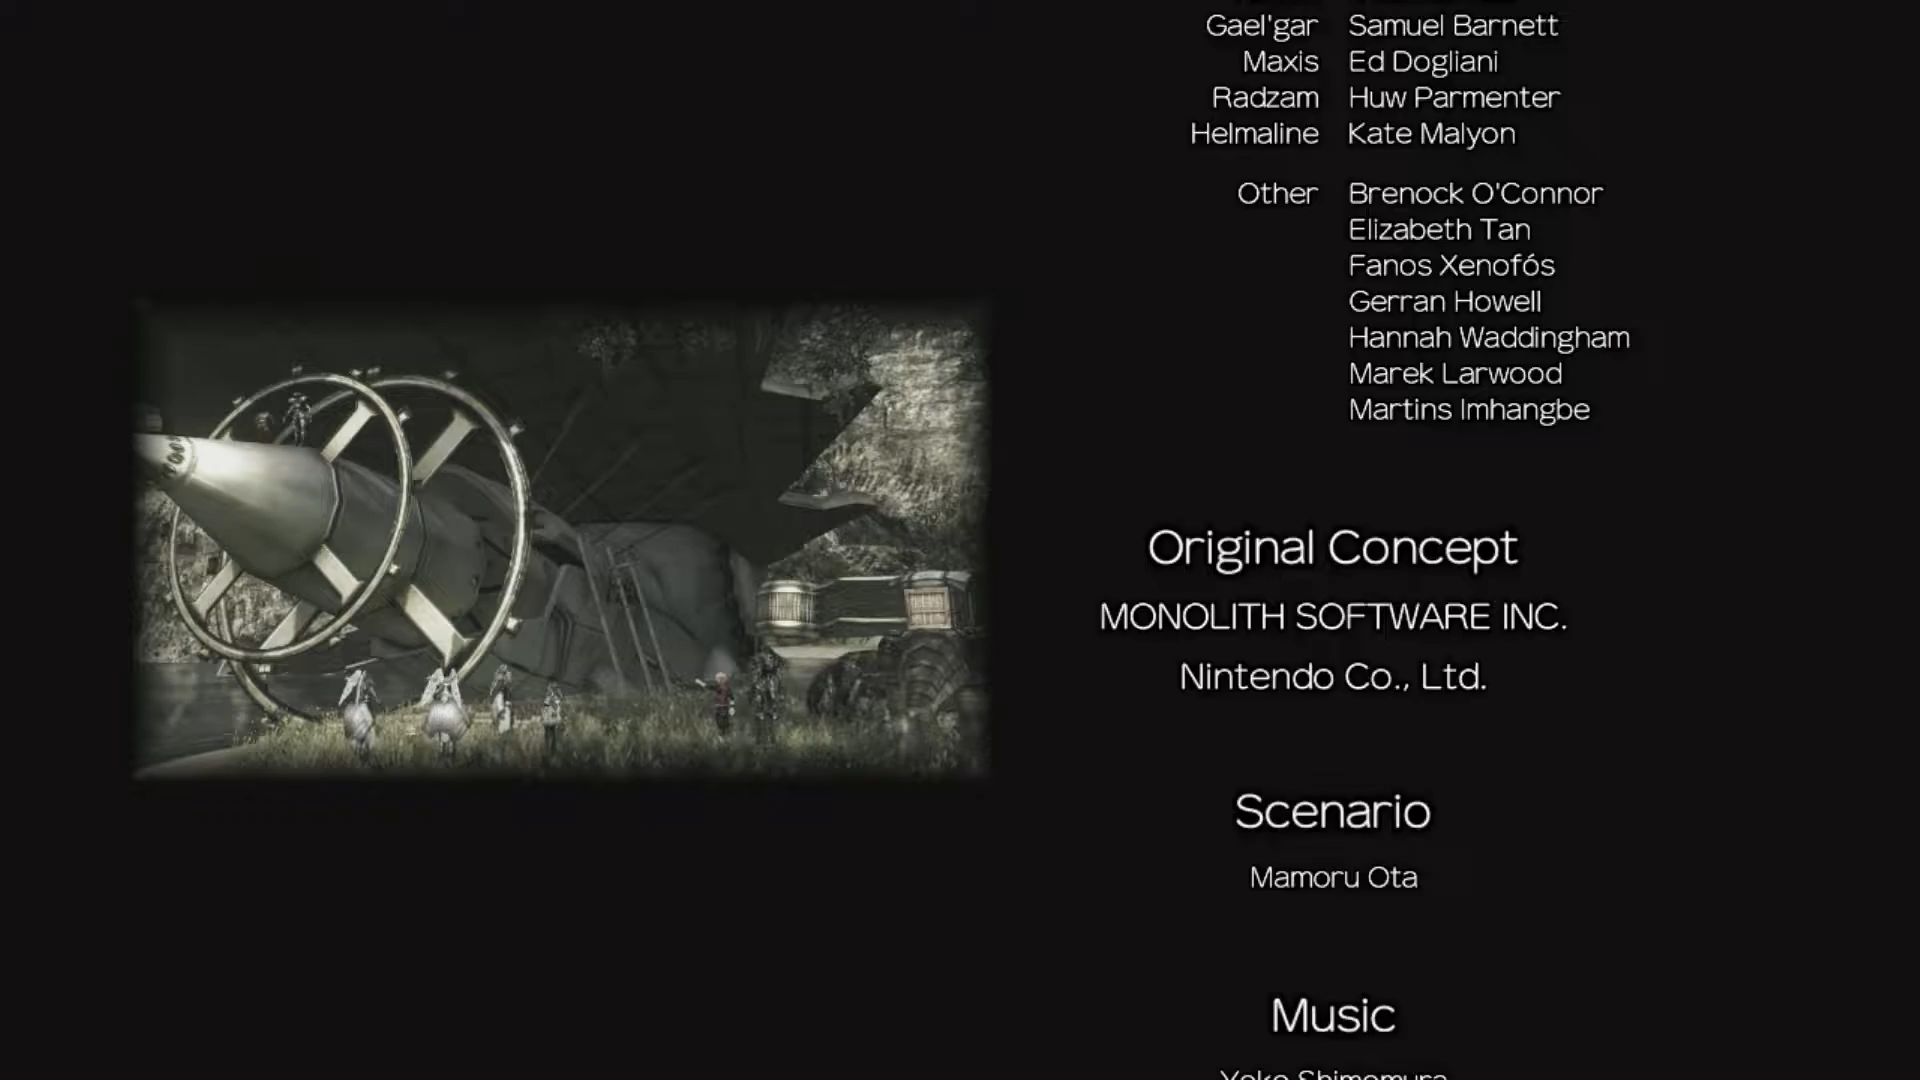 Gael'gar Samuel Barnett
Maxis Ed Dogliani
Radzam Huw Parmenter
Helmaline Kate Malyon
Other Brenock O'Connor
Elizabeth Tan
Fanos Xenofós
Gerran Howell
Hannah Waddingham
Marek Larwood
Martins Imhangbe
Original Concept
MONOLITH SOFTWARE INC.
Nintendo Co., Ltd.
Scenario
Mamoru Ota
Music
Yoko Shimomura